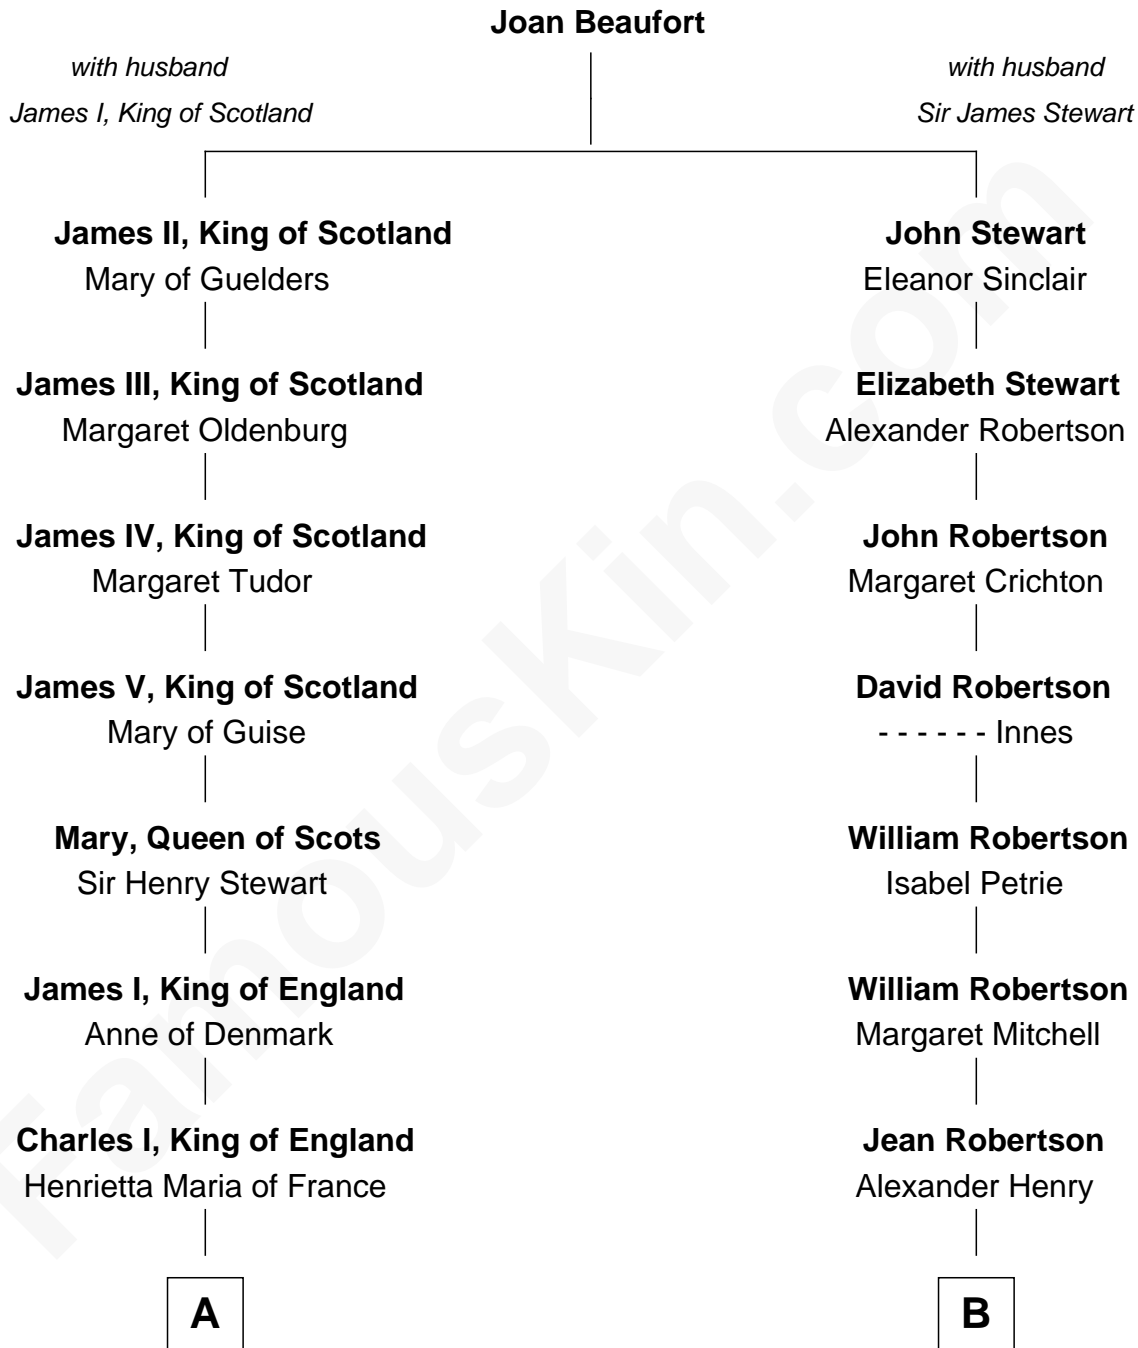 Joan Beaufort
with husband
James I, King of Scotland
with husband
Sir James Stewart
James II, King of Scotland
Mary of Guelders
John Stewart
Eleanor Sinclair
James III, King of Scotland
Margaret Oldenburg
Elizabeth Stewart
Alexander Robertson
James IV, King of Scotland
Margaret Tudor
John Robertson
Margaret Crichton
James V, King of Scotland
Mary of Guise
David Robertson
- - - - - - Innes
Mary, Queen of Scots
Sir Henry Stewart
William Robertson
Isabel Petrie
James I, King of England
Anne of Denmark
William Robertson
Margaret Mitchell
Charles I, King of England
Henrietta Maria of France
Jean Robertson
Alexander Henry
A
B
FamousKin.com